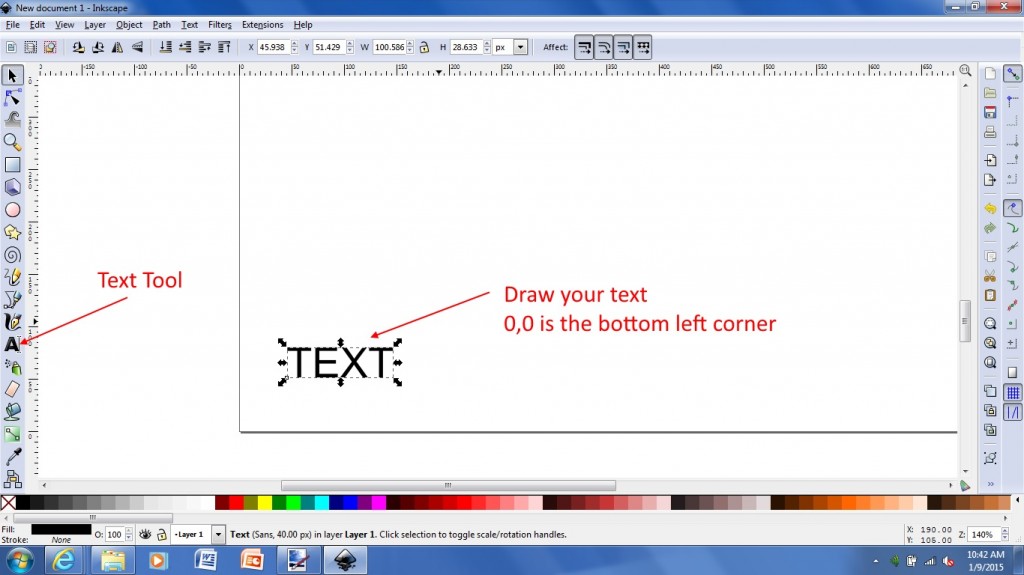 New document 1 - Inkscape
File Edit View Layer Object Path Text Filters Extensions Help
X 45.938 Y 51.429 W 100.586 H 28.633 px Affect:
-150 -100 -50 0 50 100 150 200 250 300 350 400 450 500 550 600 650
Text Tool
Draw your text
0,0 is the bottom left corner
A
TEXT
Fill:
Stroke: None
O: 100
Layer 1
Text (Sans, 40.00 px) in layer Layer 1. Click selection to toggle scale/rotation handles.
X: 190.00
Y: 105.00
Z: 140%
10:42 AM
1/9/2015